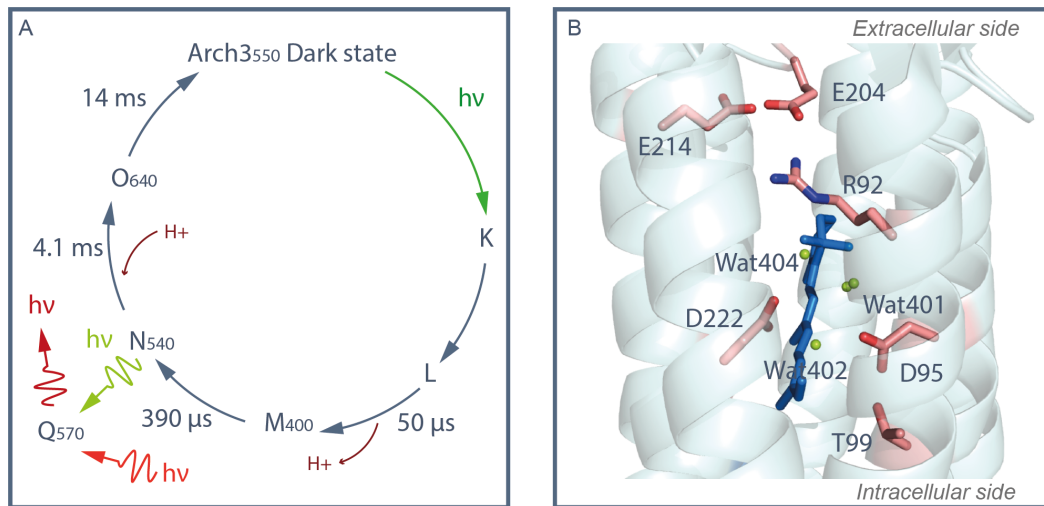 A
Arch3550 Dark state
hν
14 ms
O640
K
4.1 ms
H+
hν
hν
N540
L
Q570
390 µs
M400
50 µs
hν
H+
B
Extracellular side
E204
E214
R92
Wat404
Wat401
D222
Wat402
D95
T99
Intracellular side